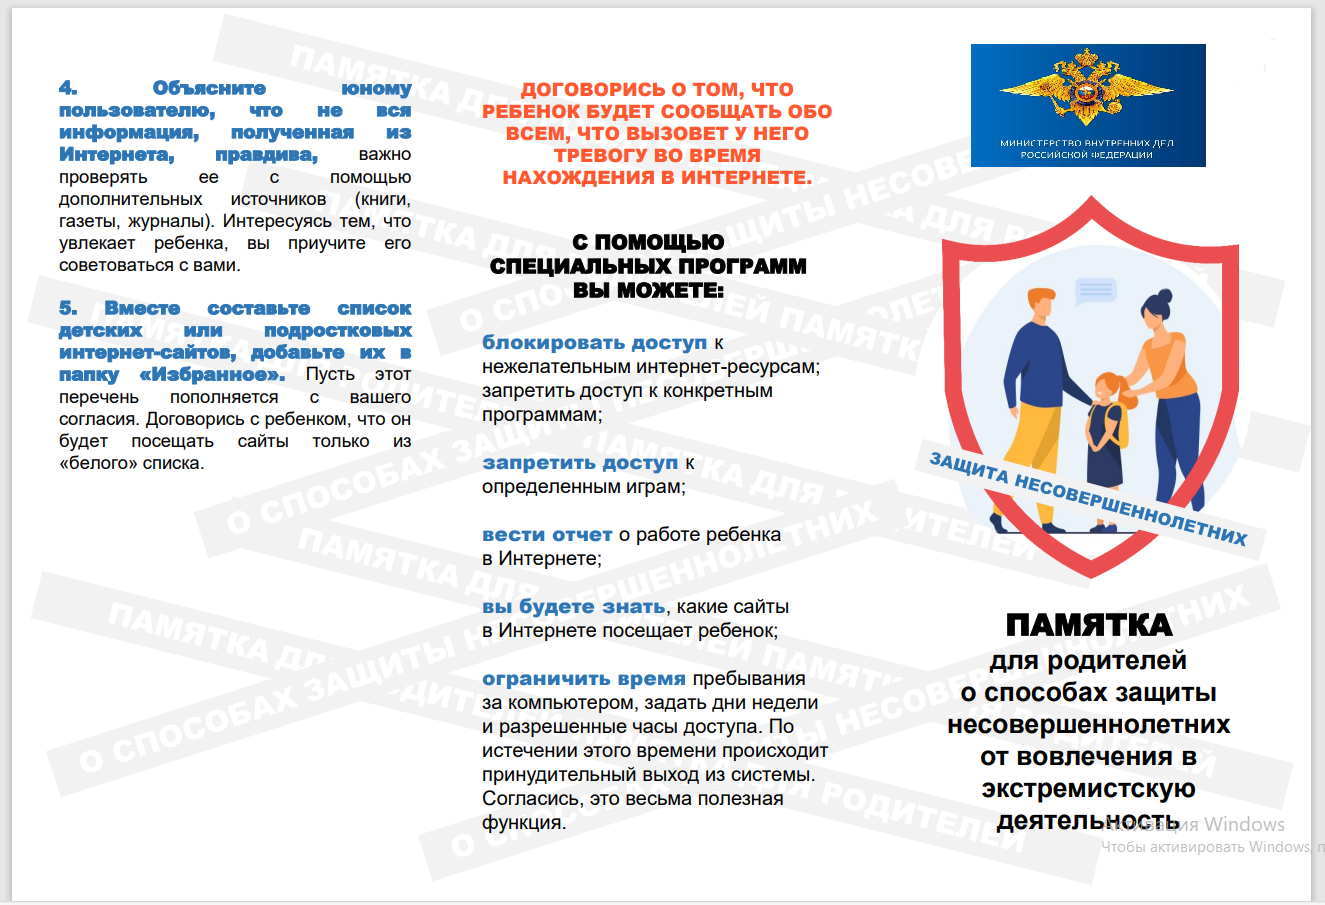 4. Объясните юному
пользователю, что не вся
информация, полученная из
Интернета, правдива, важно
проверять ее с помощью
дополнительных источников (книги,
газеты, журналы). Интересуясь тем, что
увлекает ребенка, вы приучите его
советоваться с вами.
5. Вместе составьте список
детских или подростковых
интернет-сайтов, добавьте их в
папку «Избранное». Пусть этот
перечень пополняется с вашего
согласия. Договорись с ребенком, что он
будет посещать сайты только из
«белого» списка.
ДОГОВОРИСЬ О ТОМ, ЧТО
РЕБЕНОК БУДЕТ СООБЩАТЬ ОБО
ВСЕМ, ЧТО ВЫЗОВЕТ У НЕГО
ТРЕВОГУ ВО ВРЕМЯ
НАХОЖДЕНИЯ В ИНТЕРНЕТЕ.
С ПОМОЩЬЮ
СПЕЦИАЛЬНЫХ ПРОГРАММ
ВЫ МОЖЕТЕ:
блокировать доступ к
нежелательным интернет-ресурсам;
запретить доступ к конкретным
программам;
запретить доступ к
определенным играм;
вести отчет о работе ребенка
в Интернете;
вы будете знать, какие сайты
в Интернете посещает ребенок;
ограничить время пребывания
за компьютером, задать дни недели
и разрешенные часы доступа. По
истечении этого времени происходит
принудительный выход из системы.
Согласись, это весьма полезная
функция.
МИНИСТЕРСТВО ВНУТРЕННИХ ДЕЛ
РОССИЙСКОЙ ФЕДЕРАЦИИ
ЗАЩИТА НЕСОВЕРШЕННОЛЕТНИХ
ПАМЯТКА
для родителей
о способах защиты
несовершеннолетних
от вовлечения в
экстремистскую
деятельность
Активация Windows
Чтобы активировать Windows,